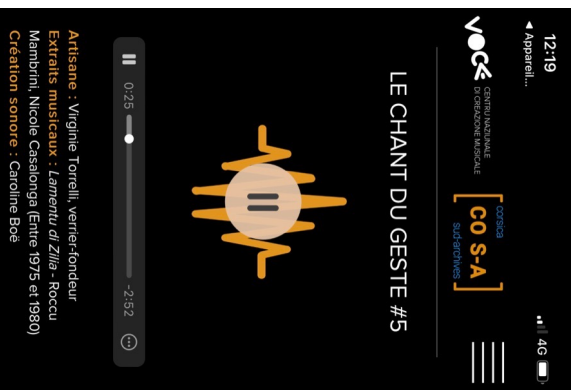 12:19
4G
◀ Appareil...
VOCE
CENTRU NAZIUNALE
DI CREAZIONE MUSICALE
corsica
CO S-A
sud-archives
LE CHANT DU GESTE #5
0:25
-2:52
Artisane : Virginie Torrelli, verrier-fondeur
Extraits musicaux : Lamentu di Zilia - Roccu
Mambrini, Nicole Casalonga (Entre 1975 et 1980)
Création sonore : Caroline Boë